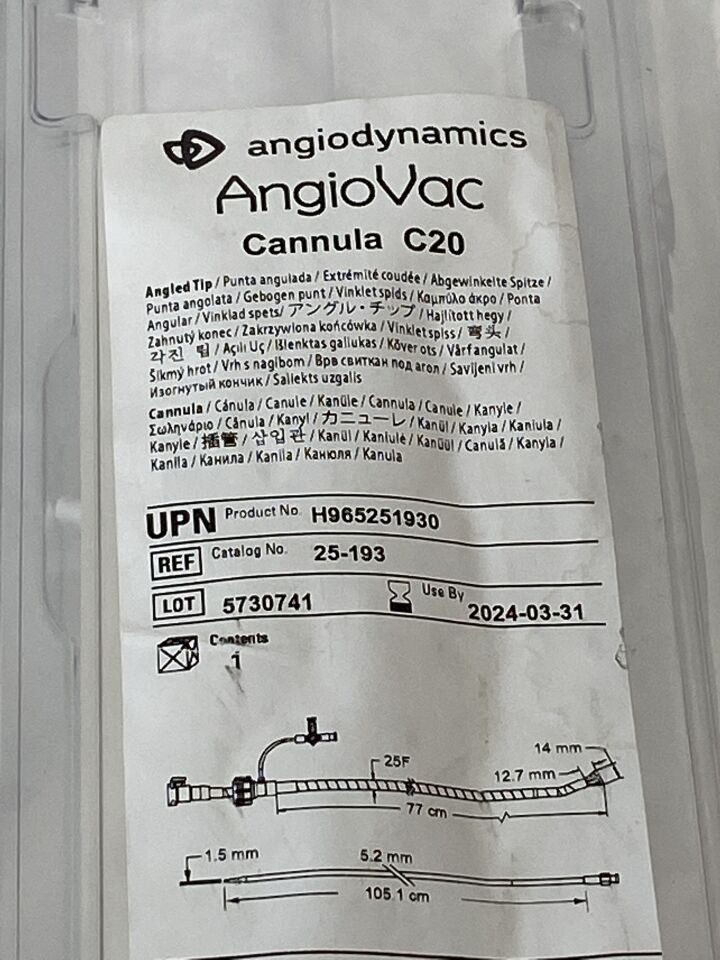 angiodynamics
AngioVac
Cannula C20
Angled Tip / Punta angulada / Extrémité coudée / Abgewinkelte Spitze /
Punta angolata / Gebogen punt / Vinklet spids / Καμπύλο άκρο / Ponta
Angular / Vinklad spets / アングル・チップ / Hajlított hegy /
Zahnutý konec / Zakrzywiona końcówka / Vinklet spiss / 弯头 /
각진 팁 / Açılı Uç / Išlenktas galiukas / Kõver ots / Vârf angulat /
Šikmý hrot / Vrh s nagibom / Врв свиткан под агол / Savijeni vrh /
Изогнутый кончик / Saliekts uzgalis
Cannula / Cánula / Canule / Kanüle / Cannula / Canule / Kanyle /
Σωληνάριο / Cânula / Kanyl / カニューレ / Kanül / Kanyla / Kaniula /
Kanyle / 插管 / 삽입관 / Kanül / Kaniulė / Kanüül / Canulă / Kanyla /
Kanila / Канила / Kanila / Канюля / Kanula
UPN Product No. H965251930
REF Catalog No. 25-193
LOT 5730741 Use By 2024-03-31
Contents
1
14 mm
25F
12.7 mm
77 cm
1.5 mm 5.2 mm
105.1 cm